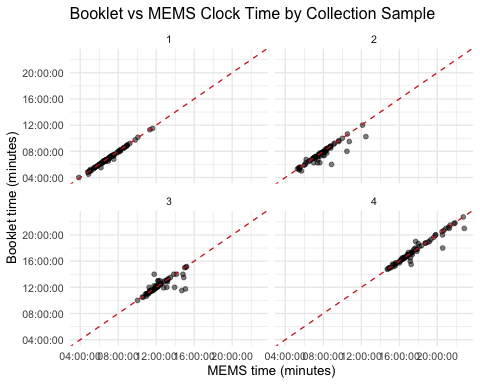 Booklet vs MEMS Clock Time by Collection Sample
1
2
20:00:00
16:00:00
12:00:00
08:00:00
04:00:00
3
4
20:00:00
16:00:00
12:00:00
08:00:00
04:00:00
04:00:00 08:00:00 12:00:00 16:00:00 20:00:00
04:00:00 08:00:00 12:00:00 16:00:00 20:00:00
MEMS time (minutes)
Booklet time (minutes)